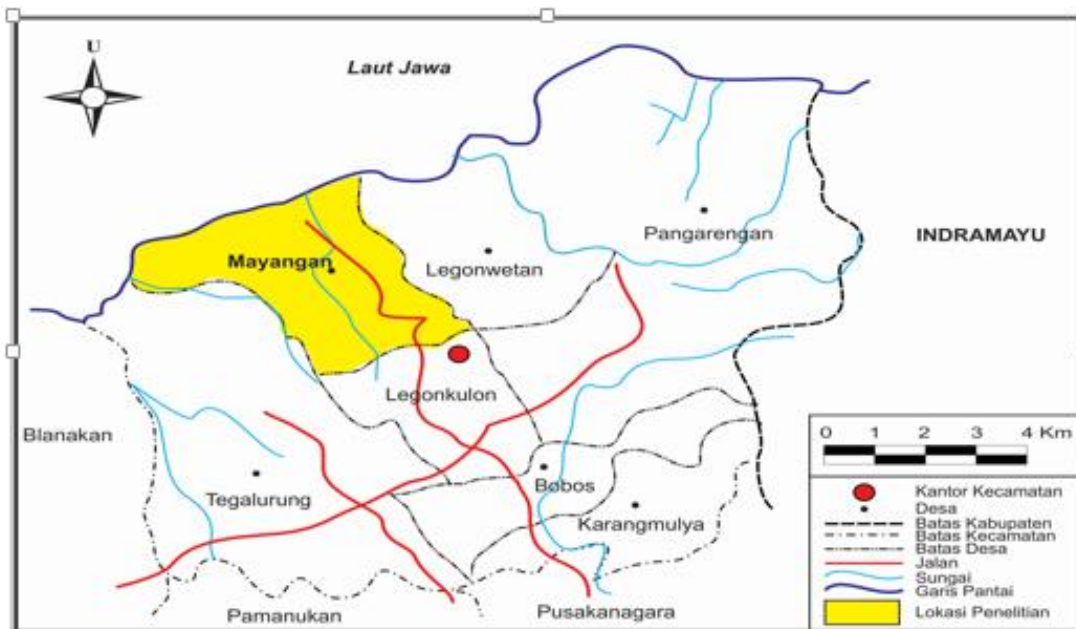 U
Laut Jawa
Pangarengan
INDRAMAYU
Mayangan
Legonwetan
Legonkulon
Blanakan
Tegalurung
Bobos
Karangmulya
Pamanukan
Pusakanagara
0 1 2 3 4 Km
Kantor Kecamatan
Desa
Batas Kabupaten
Batas Kecamatan
Batas Desa
Jalan
Sungai
Garis Pantai
Lokasi Penelitian